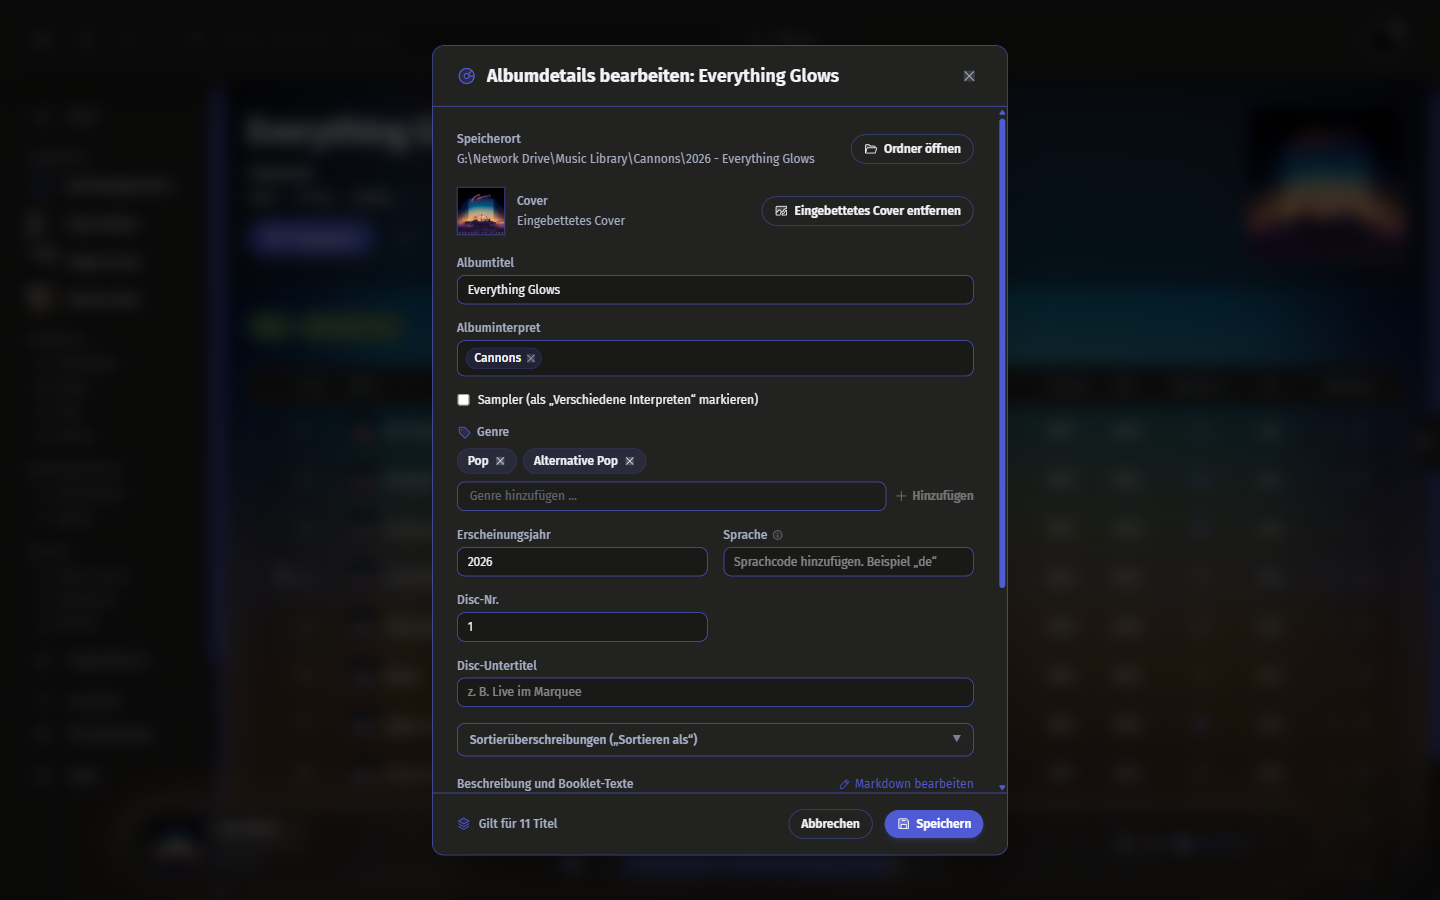 Albumdetails bearbeiten: Everything Glows
Speicherort
G:\Network Drive\Music Library\Cannons\2026 - Everything Glows
Ordner öffnen
Cover
Eingebettetes Cover
Eingebettetes Cover entfernen
Albumtitel
Everything Glows
Albuminterpret
Cannons
Sampler (als „Verschiedene Interpreten“ markieren)
Genre
Pop
Alternative Pop
Genre hinzufügen ...
Hinzufügen
Erscheinungsjahr
Sprache
2026
Sprachcode hinzufügen. Beispiel „de“
Disc-Nr.
1
Disc-Untertitel
z. B. Live im Marquee
Sortierüberschreibungen („Sortieren als“)
Beschreibung und Booklet-Texte
Markdown bearbeiten
Gilt für 11 Titel
Abbrechen
Speichern